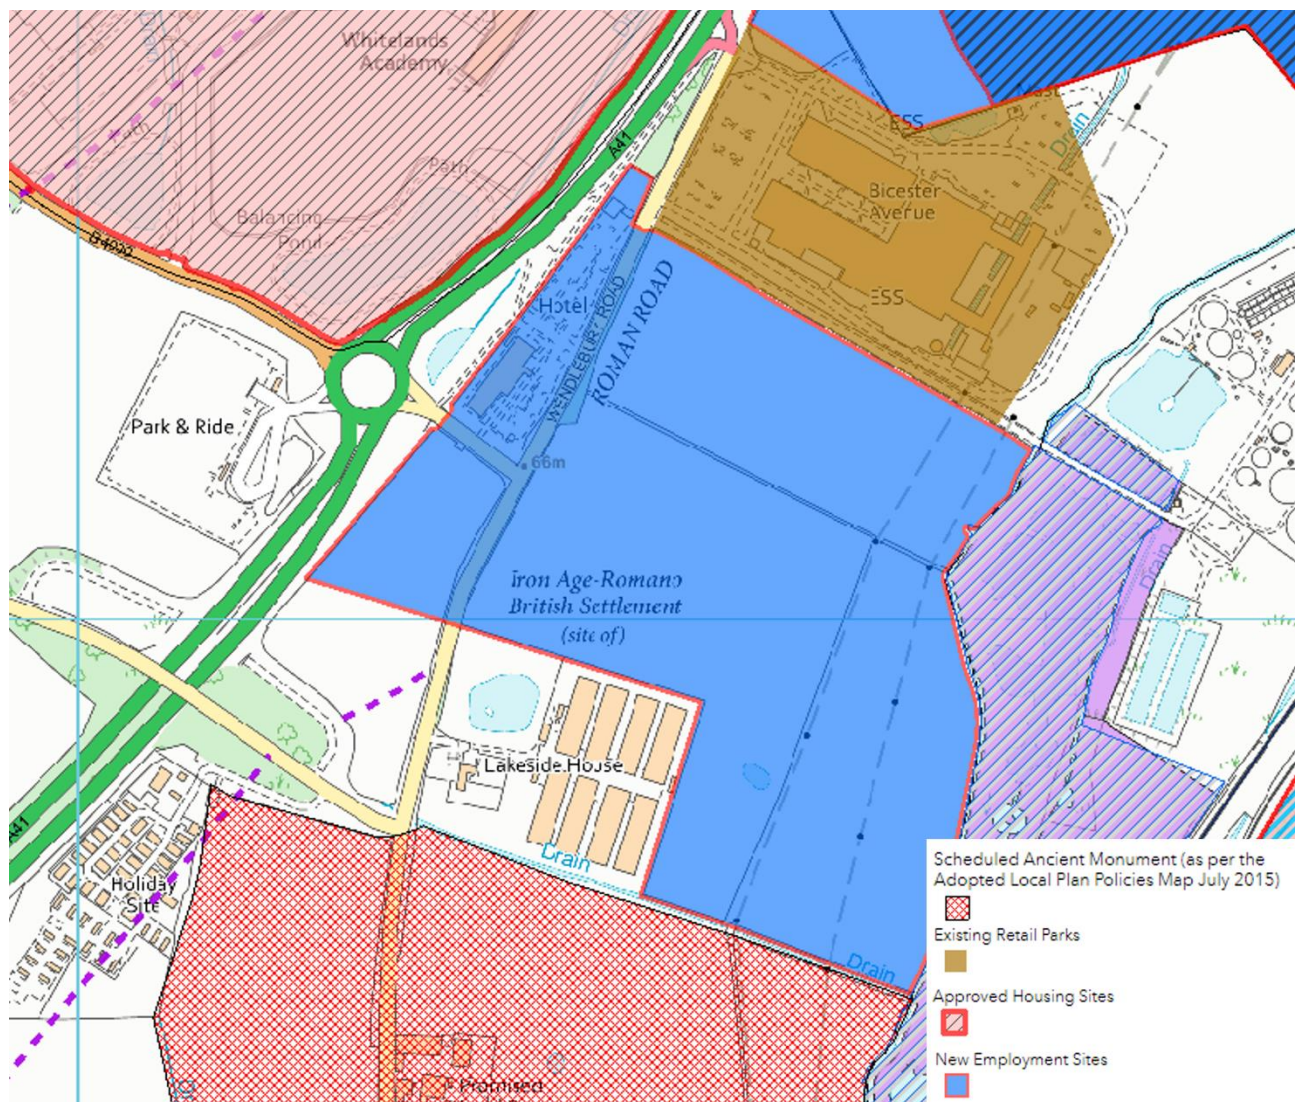 Whitelands
Academy
Drain
A41
ESS
Bicester
Avenue
Path
Balancing
Pond
Hotel
ESS
WENDLEBURY ROAD
ROMAN ROAD
Park & Ride
66m
Drain
Iron Age-Romano
British Settlement
(site of)
Lakeside House
A41
Drain
Holiday
Site
Drain
Promised
Scheduled Ancient Monument (as per the
Adopted Local Plan Policies Map July 2015)
Existing Retail Parks
Approved Housing Sites
New Employment Sites